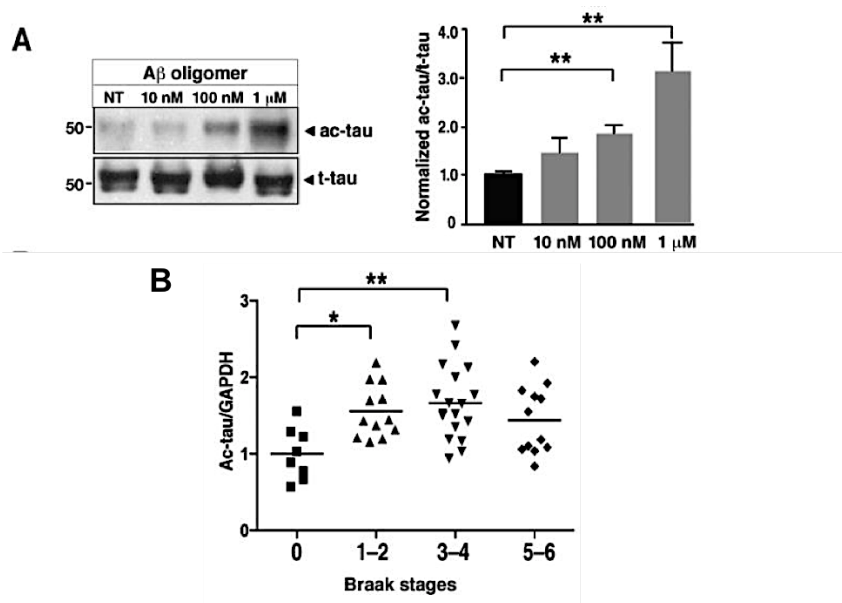 A
Aβ oligomer
NT 10 nM 100 nM 1 μM
50
ac-tau
50
t-tau
Normalized ac-tau/t-tau
4.0
3.0
2.0
1.0
0
**
**
NT 10 nM 100 nM 1 μM
B
Ac-tau/GAPDH
3
2
1
0
**
*
0 1–2 3–4 5–6
Braak stages